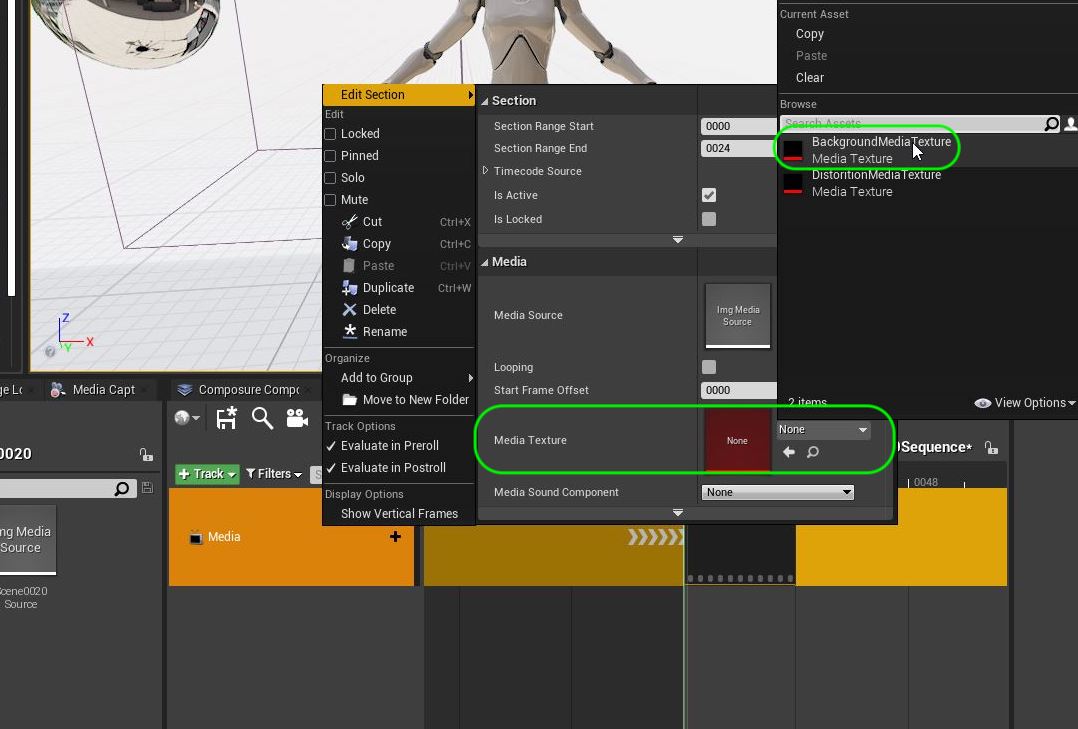 Current Asset
Copy
Paste
Clear
Browse
Search Assets
BackgroundMediaTexture
Media Texture
DistoritionMediaTexture
Media Texture
2 items
View Options
Edit Section
Edit
Locked
Pinned
Solo
Mute
Cut Ctrl+X
Copy Ctrl+C
Paste Ctrl+V
Duplicate Ctrl+W
Delete
Rename
Organize
Add to Group
Move to New Folder
Track Options
Evaluate in Preroll
Evaluate in Postroll
Display Options
Show Vertical Frames
Section
Section Range Start 0000
Section Range End 0024
Timecode Source
Is Active
Is Locked
Media
Media Source
Img Media
Source
Looping
Start Frame Offset 0000
Media Texture None None
Media Sound Component None
Z
X
Y
ge Lc
Media Capt
Composure Compo
0020
+ Track
Filters
S
0Sequence*
0048
mg Media
Source
Scene0020
Source
Media